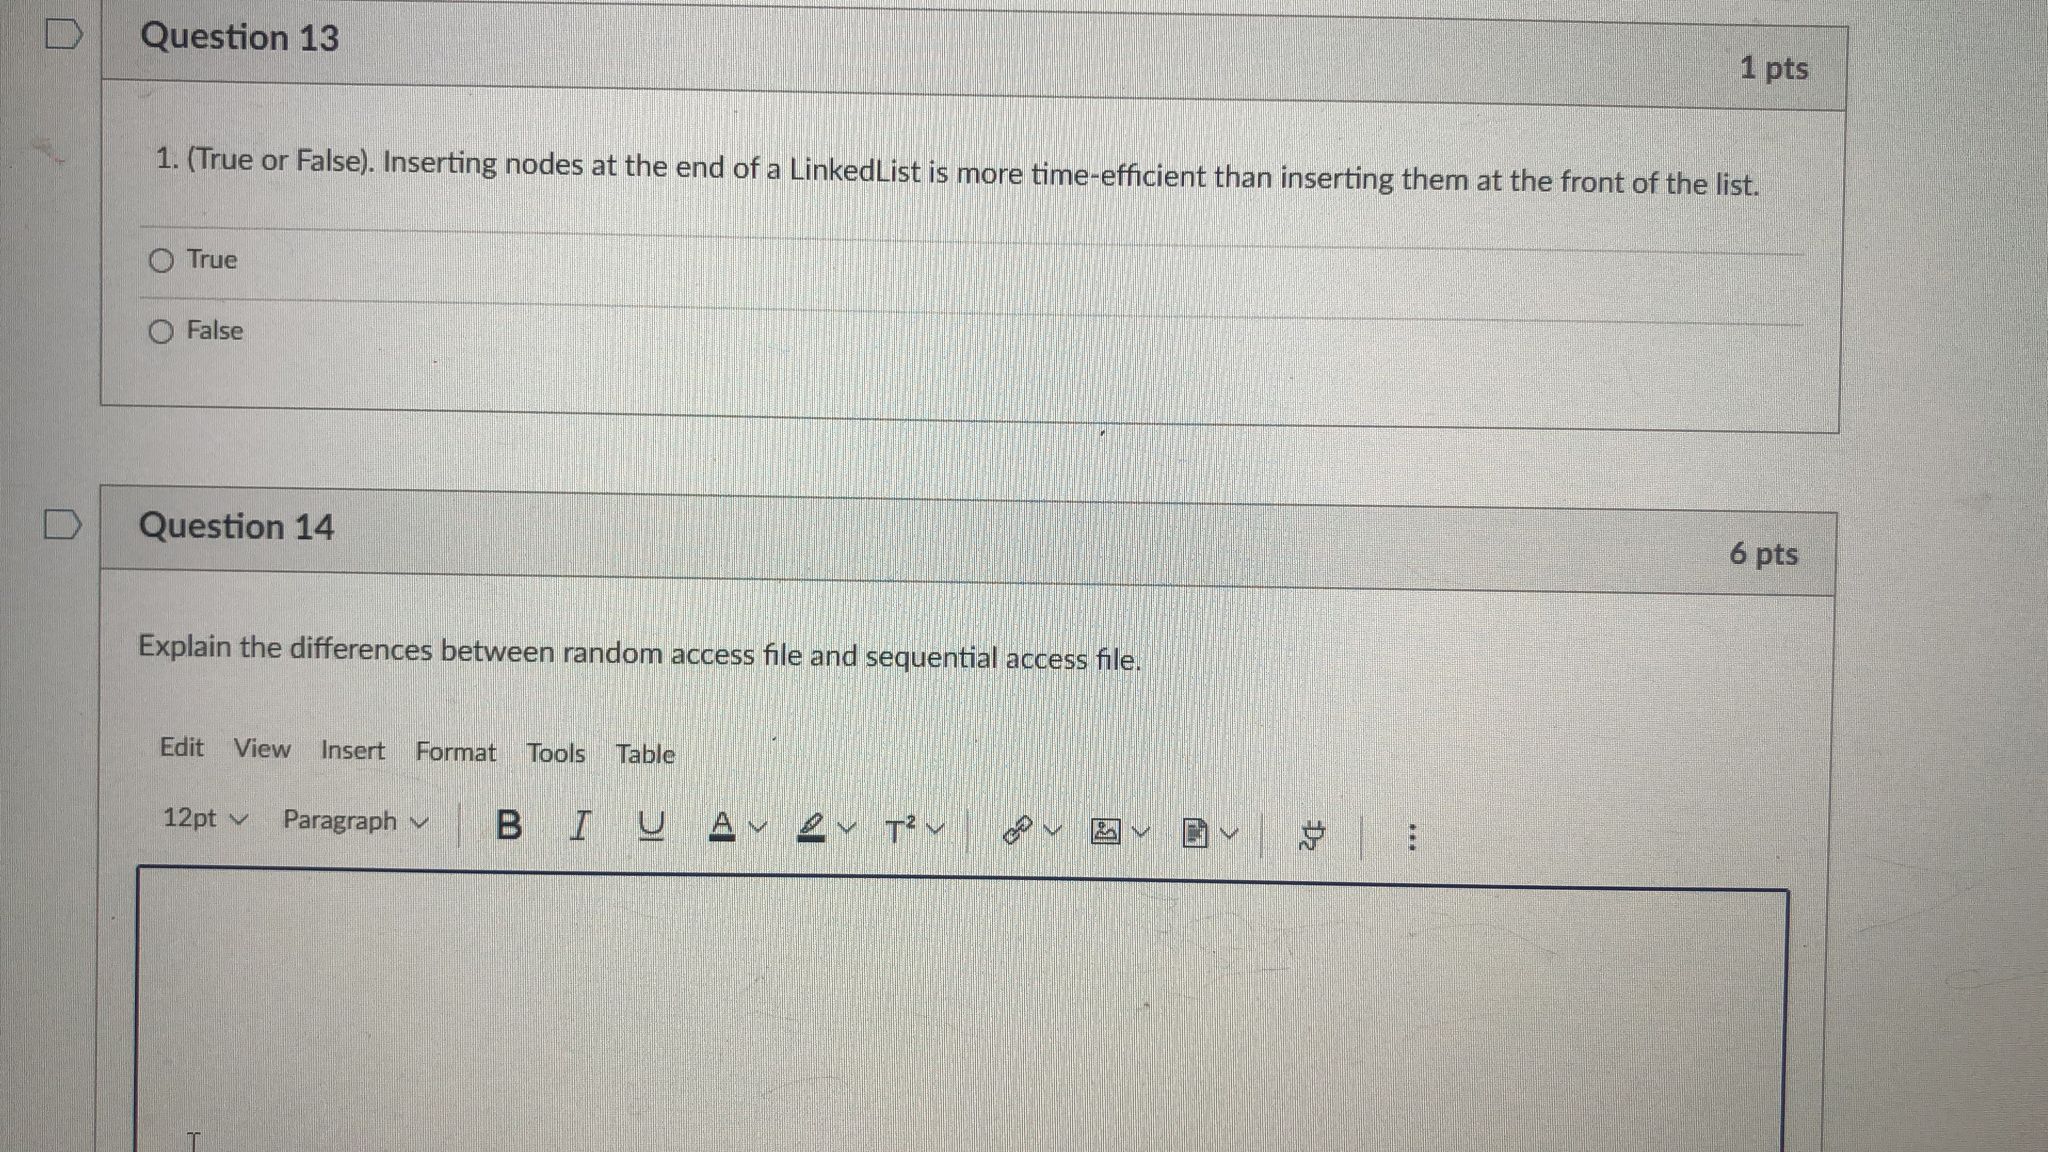 Question 13
1 pts
1. (True or False). Inserting nodes at the end of a LinkedList is more time-efficient than inserting them at the front of the list.
True
False
Question 14
6 pts
Explain the differences between random access file and sequential access file.
Edit View Insert Format Tools Table
12pt Paragraph B I U A T²